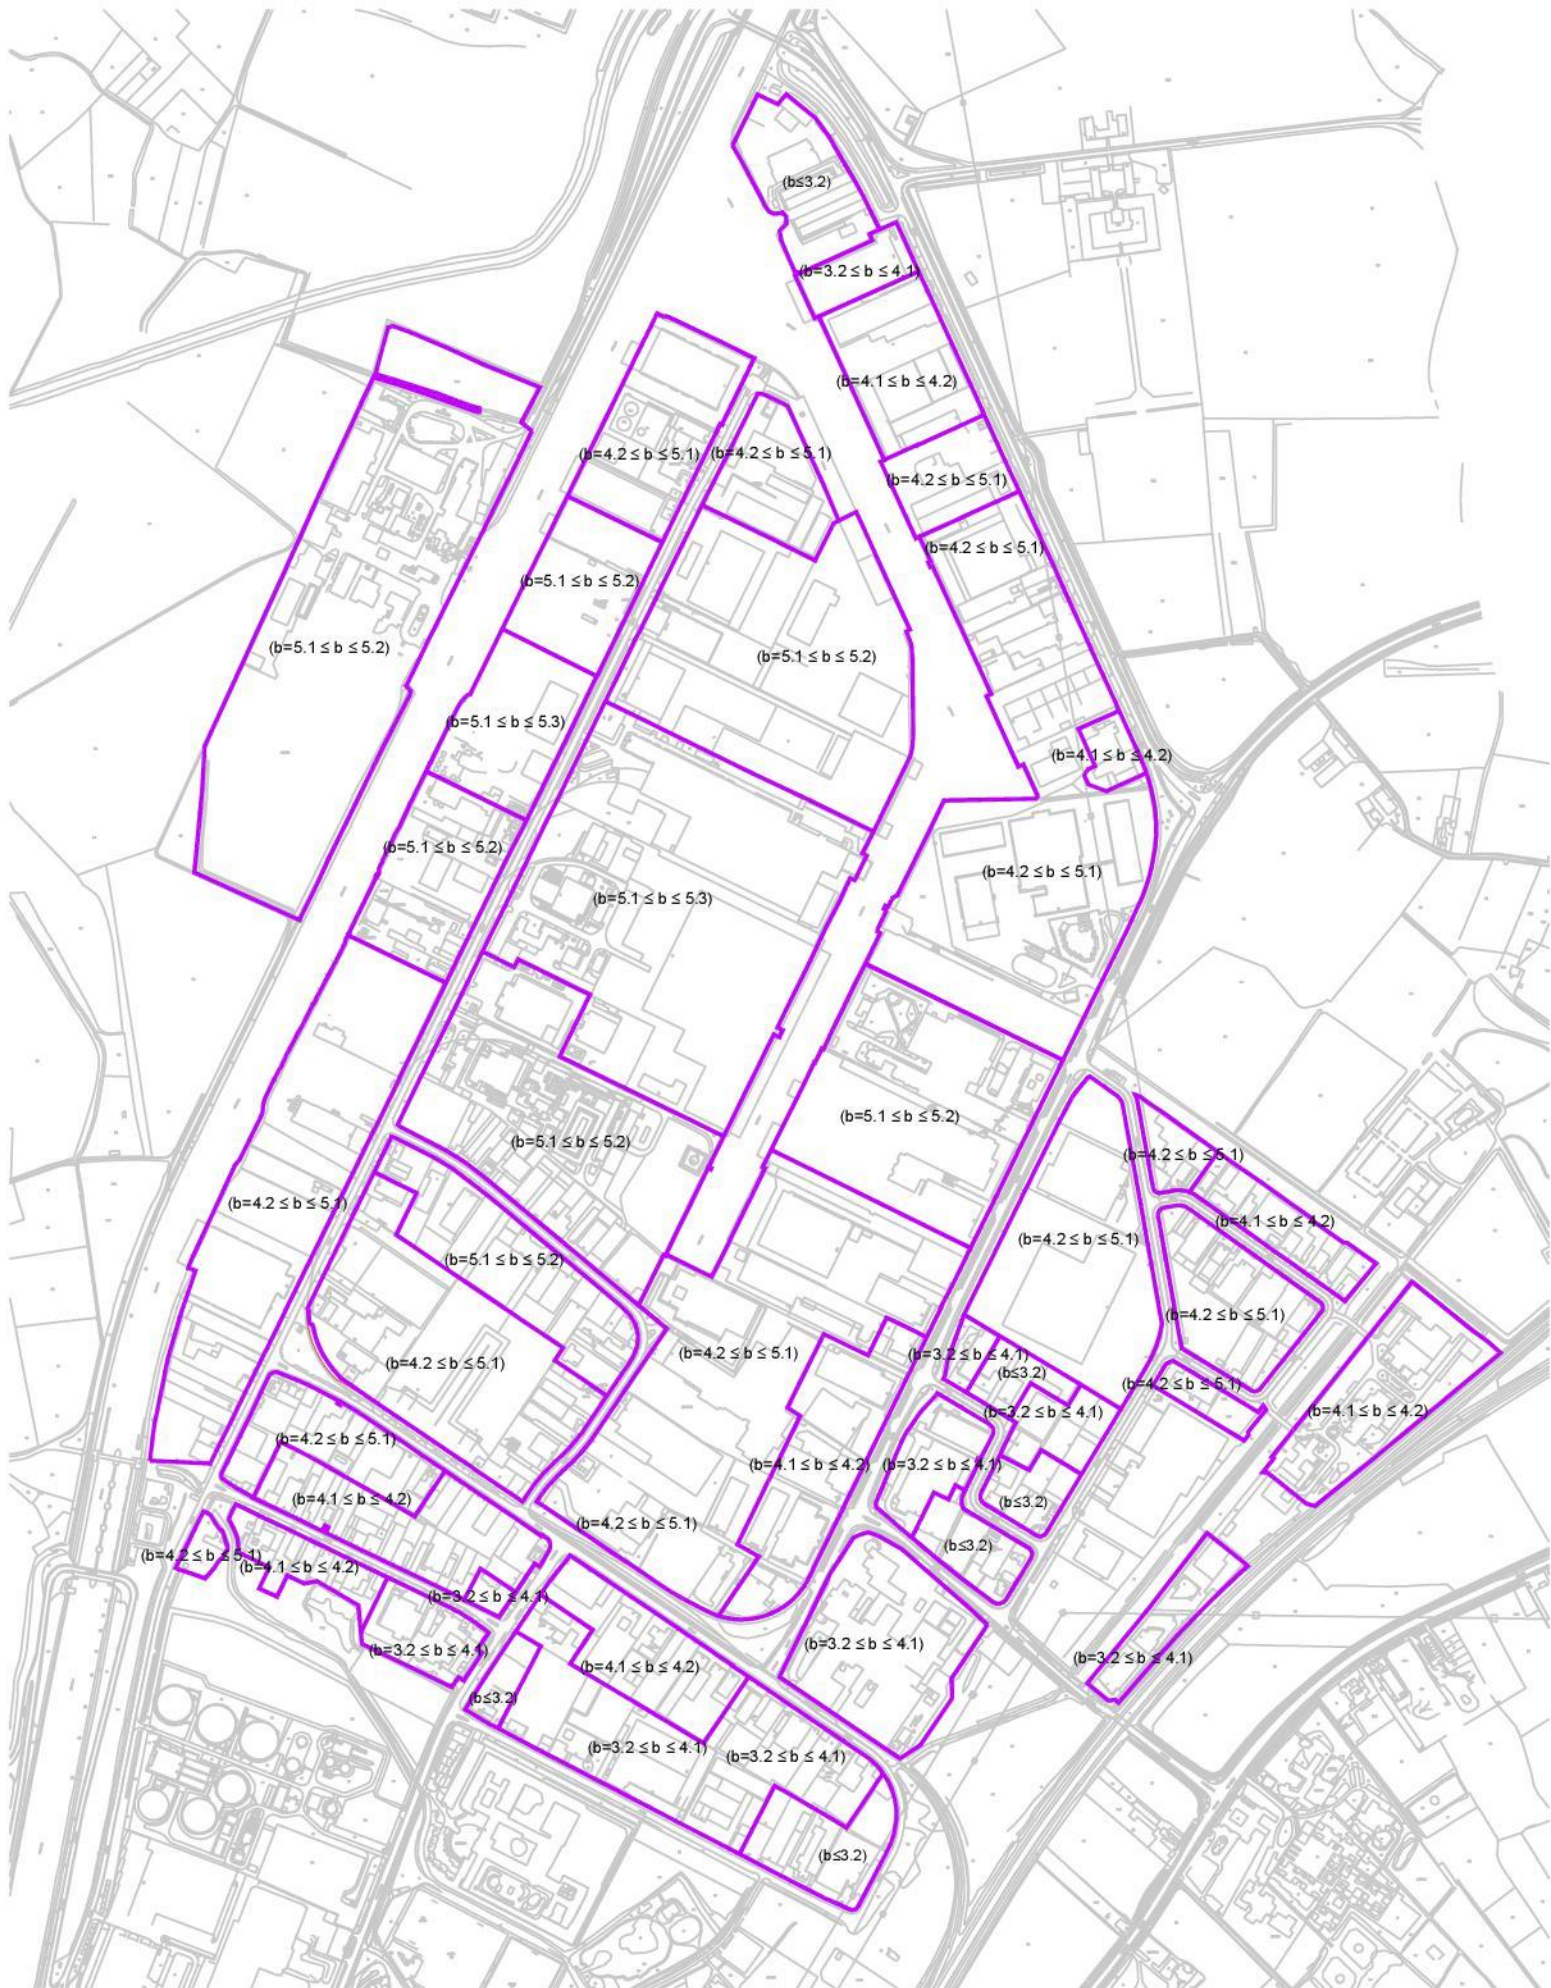 (b≤3.2)
(b=3.2 ≤ b ≤ 4.1)
(b=4.1 ≤ b ≤ 4.2)
(b=4.2 ≤ b ≤ 5.1)
(b=4.2 ≤ b ≤ 5.1)
(b=4.2 ≤ b ≤ 5.1)
(b=4.2 ≤ b ≤ 5.1)
(b=5.1 ≤ b ≤ 5.2)
(b=5.1 ≤ b ≤ 5.2)
(b=5.1 ≤ b ≤ 5.2)
(b=5.1 ≤ b ≤ 5.3)
(b=4.1 ≤ b ≤ 4.2)
(b=5.1 ≤ b ≤ 5.2)
(b=4.2 ≤ b ≤ 5.1)
(b=5.1 ≤ b ≤ 5.3)
(b=5.1 ≤ b ≤ 5.2)
(b=5.1 ≤ b ≤ 5.2)
(b=4.2 ≤ b ≤ 5.1)
(b=4.2 ≤ b ≤ 5.1)
(b=4.1 ≤ b ≤ 4.2)
(b=4.2 ≤ b ≤ 5.1)
(b=5.1 ≤ b ≤ 5.2)
(b=4.2 ≤ b ≤ 5.1)
(b=4.2 ≤ b ≤ 5.1)
(b=3.2 ≤ b ≤ 4.1)
(b=4.2 ≤ b ≤ 5.1)
(b≤3.2)
(b=4.2 ≤ b ≤ 5.1)
(b=4.1 ≤ b ≤ 4.2)
(b=3.2 ≤ b ≤ 4.1)
(b=4.2 ≤ b ≤ 5.1)
(b=4.1 ≤ b ≤ 4.2)
(b=3.2 ≤ b ≤ 4.1)
(b=4.1 ≤ b ≤ 4.2)
(b≤3.2)
(b=4.2 ≤ b ≤ 5.1)
(b≤3.2)
(b=4.2 ≤ b ≤ 5.1)
(b=4.1 ≤ b ≤ 4.2)
(b=3.2 ≤ b ≤ 4.1)
(b=3.2 ≤ b ≤ 4.1)
(b=3.2 ≤ b ≤ 4.1)
(b=3.2 ≤ b ≤ 4.1)
(b=4.1 ≤ b ≤ 4.2)
(b≤3.2)
(b=3.2 ≤ b ≤ 4.1)
(b=3.2 ≤ b ≤ 4.1)
(b≤3.2)